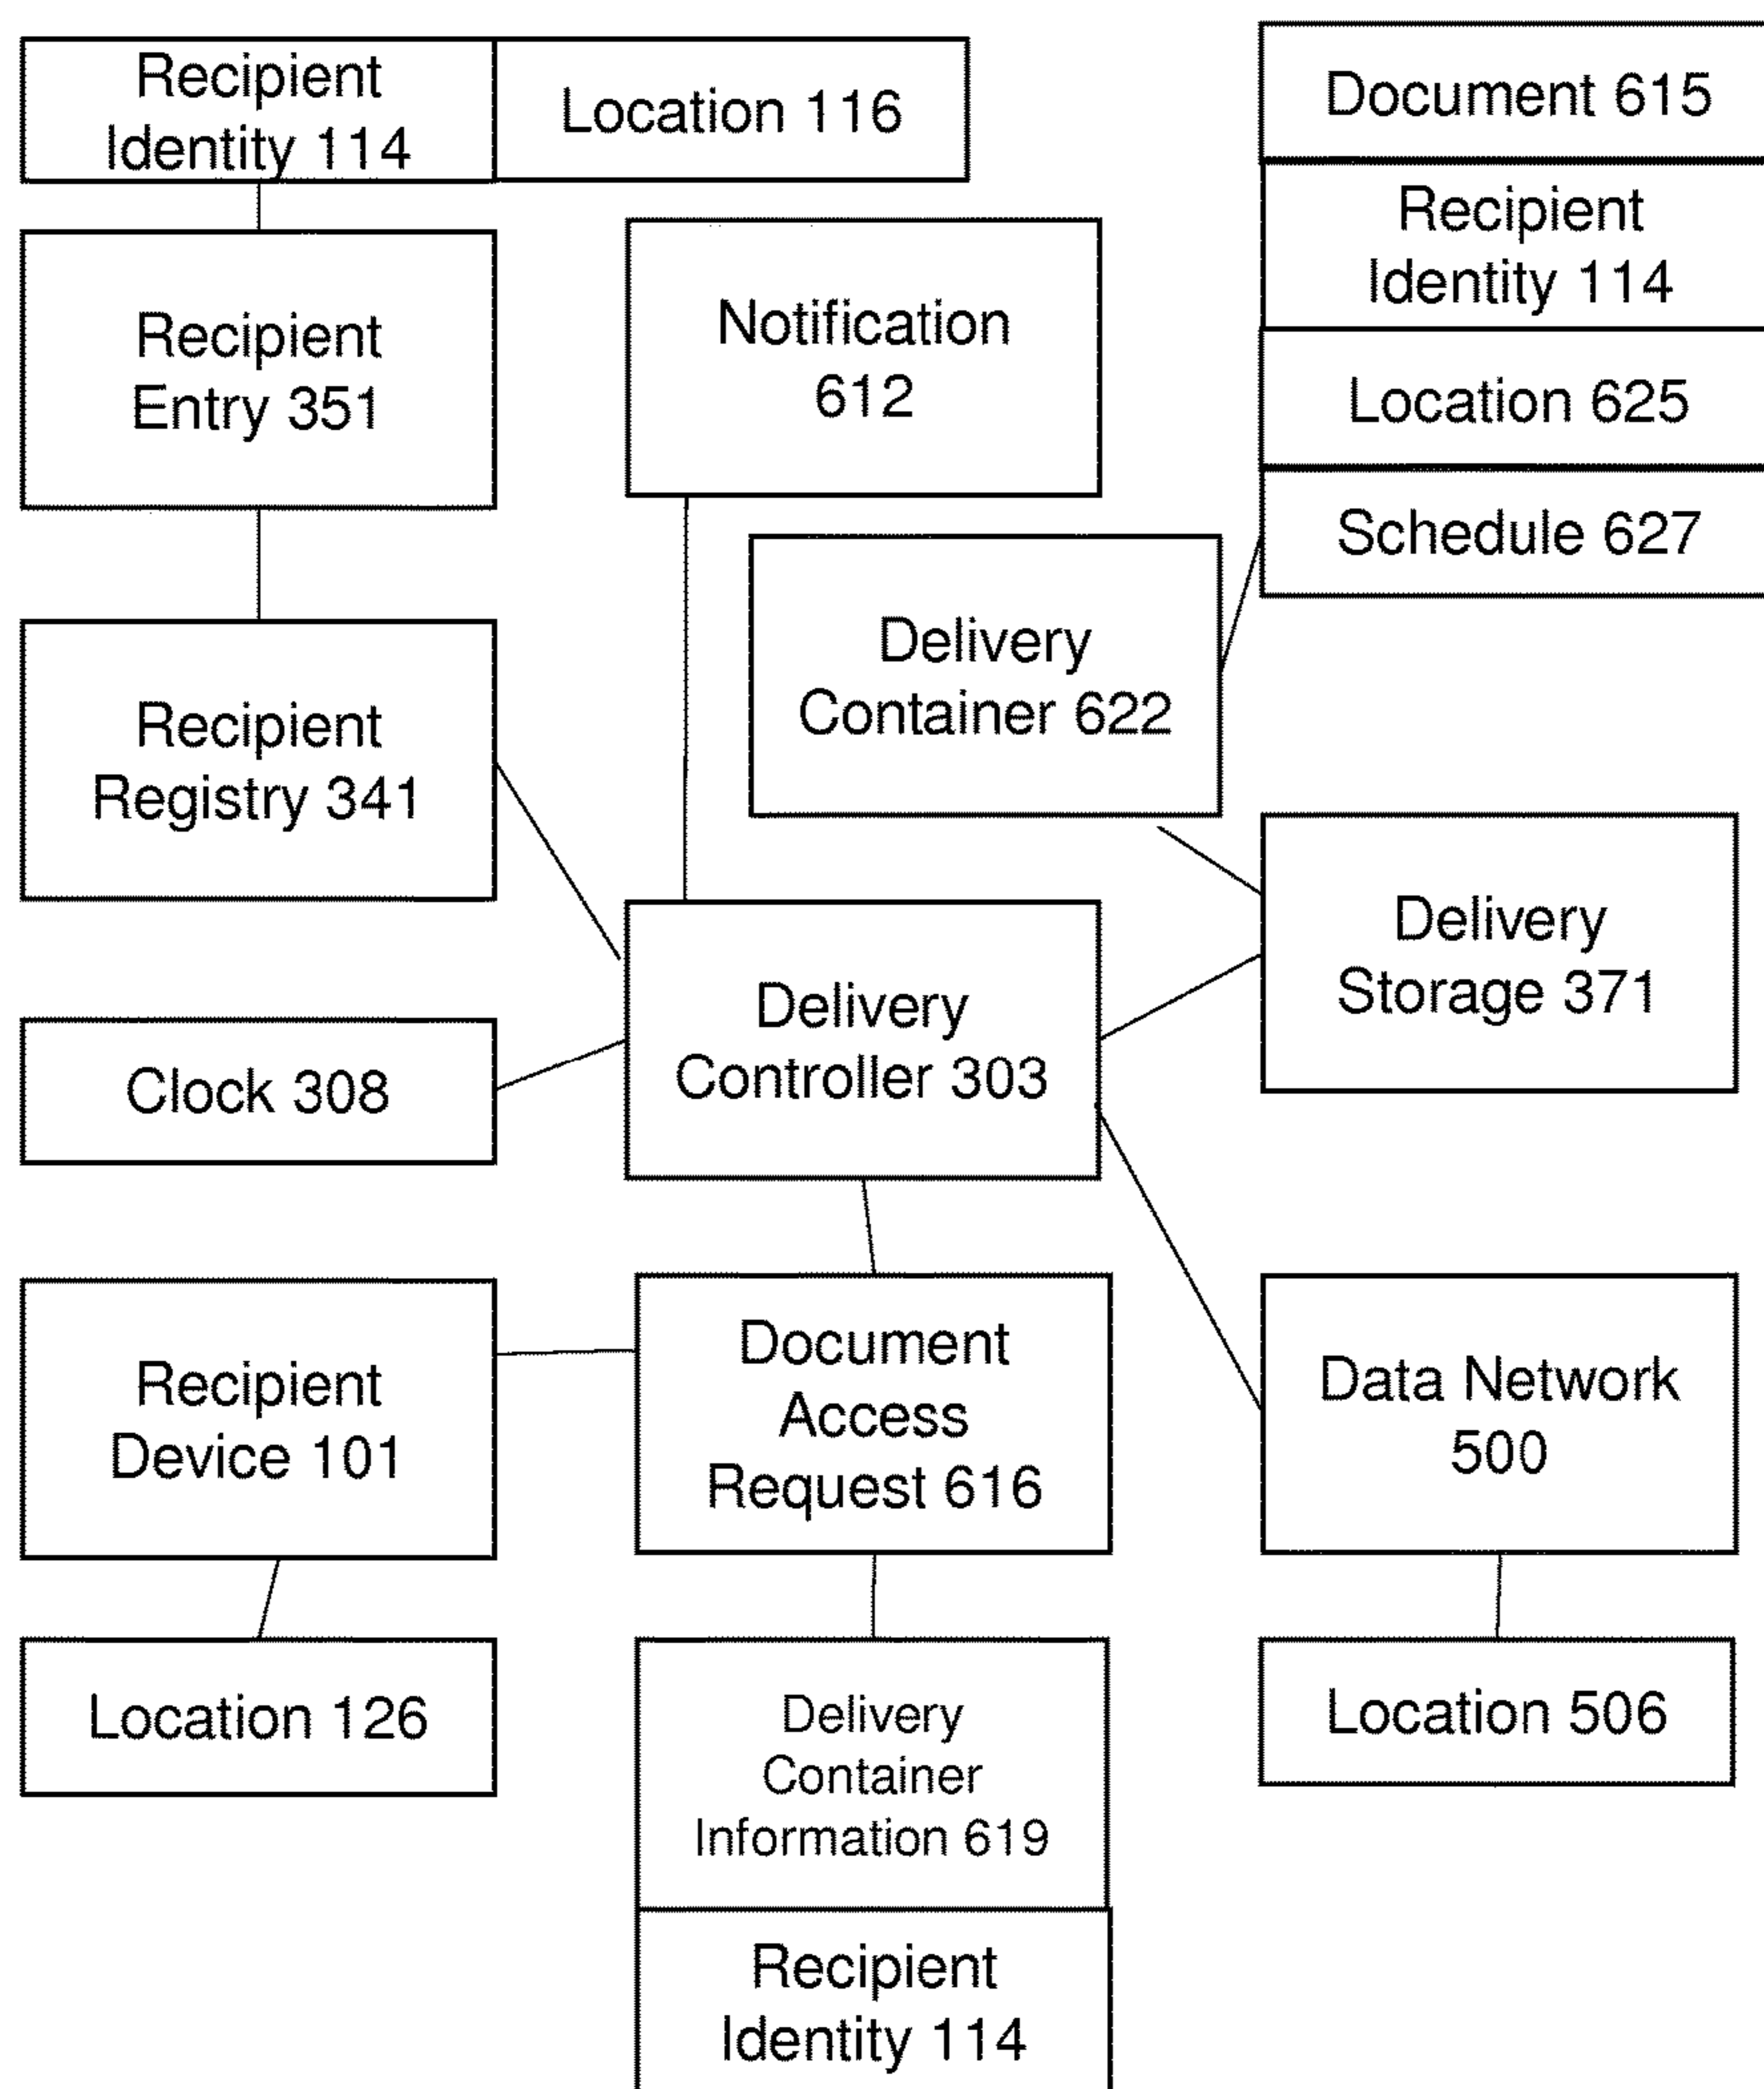 Recipient
Identity 114
Location 116
Document 615
Recipient
Identity 114
Location 625
Schedule 627
Recipient
Entry 351
Notification
612
Delivery
Container 622
Recipient
Registry 341
Delivery
Storage 371
Delivery
Controller 303
Clock 308
Recipient
Device 101
Document
Access
Request 616
Data Network
500
Location 126
Delivery
Container
Information 619
Recipient
Identity 114
Location 506